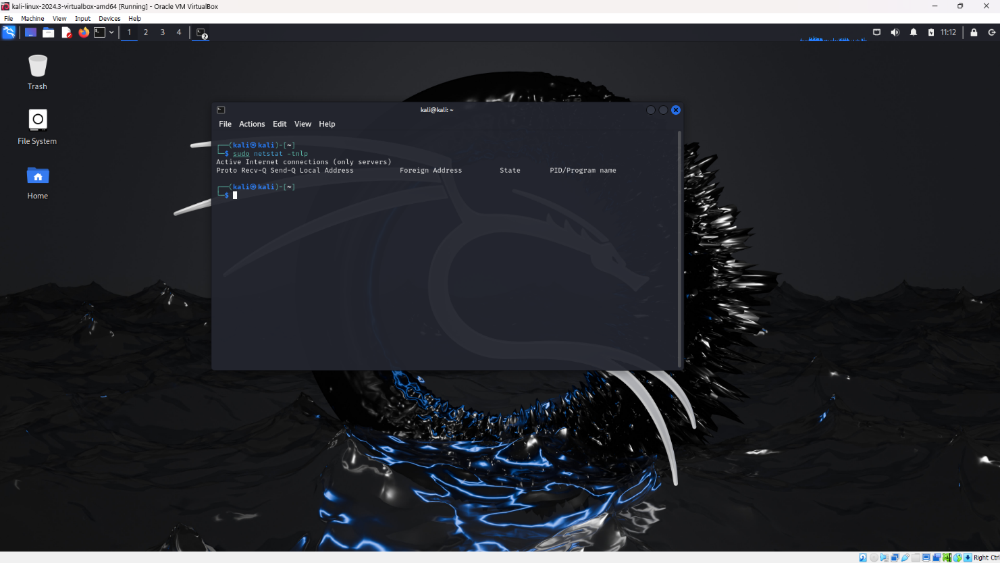 kali-linux-2024.3-virtualbox-amd64 [Running] - Oracle VM VirtualBox
File Machine View Input Devices Help
1 2 3 4 2 11:12
Trash
File System
Home
kali@kali: ~
File Actions Edit View Help
┌──(kali㉿kali)-[~]
└─$ sudo netstat -tnlp
Active Internet connections (only servers)
Proto Recv-Q Send-Q Local Address Foreign Address State PID/Program name
┌──(kali㉿kali)-[~]
└─$
Right Ctrl